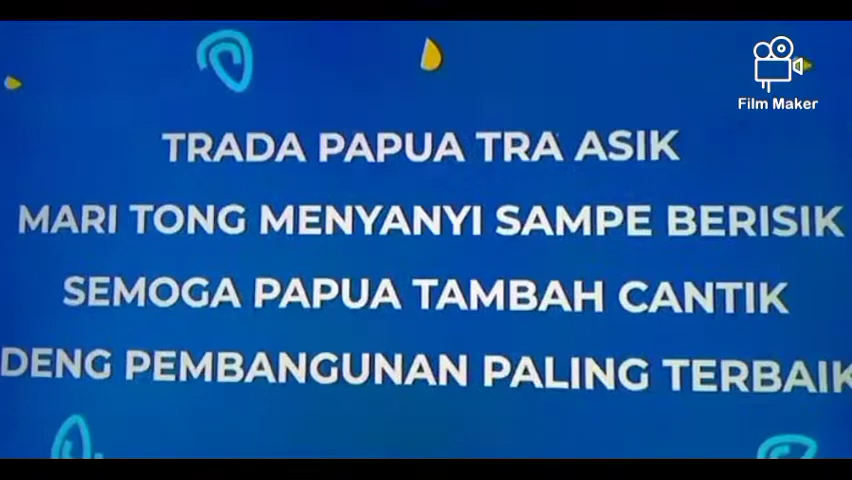 Film Maker
TRADA PAPUA TRA ASIK
MARI TONG MENYANYI SAMPE BERISIK
SEMOGA PAPUA TAMBAH CANTIK
DENG PEMBANGUNAN PALING TERBAIK